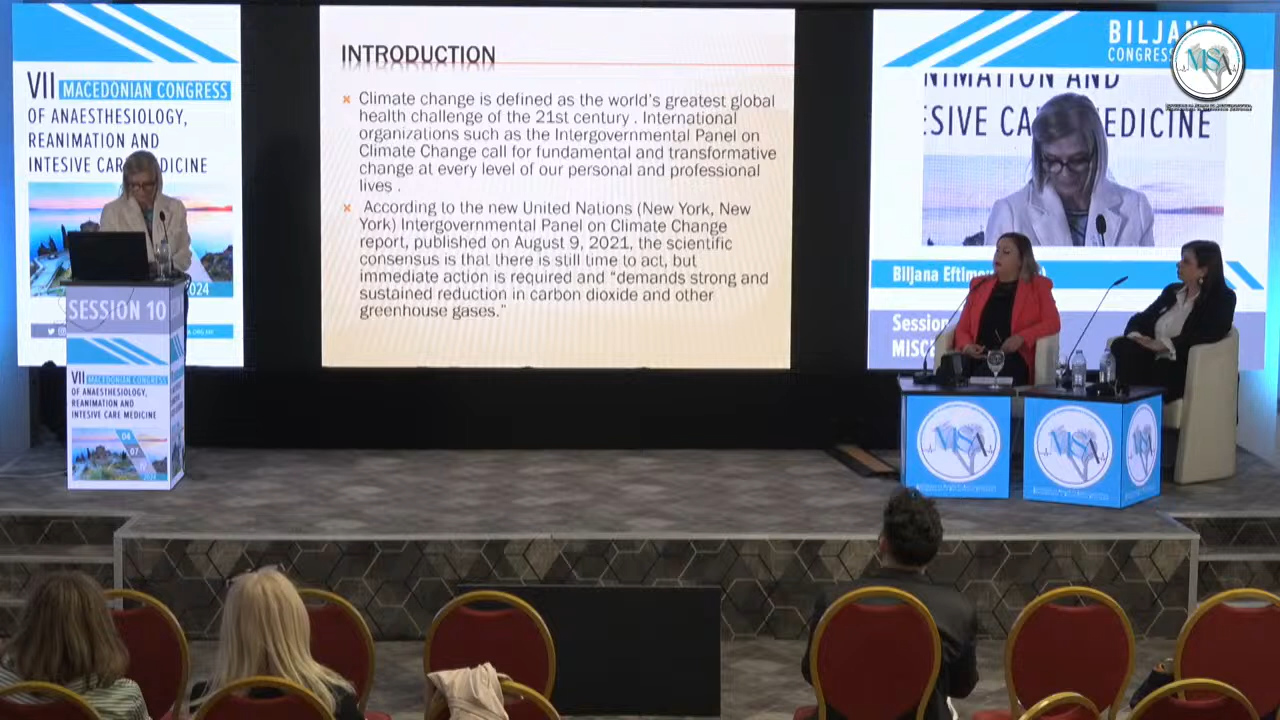 VII MACEDONIAN CONGRESS
OF ANAESTHESIOLOGY,
REANIMATION AND
INTESIVE CARE MEDICINE
2024
SESSION 10
VII MACEDONIAN CONGRESS
OF ANAESTHESIOLOGY,
REANIMATION AND
INTESIVE CARE MEDICINE
04
07
INTRODUCTION
Climate change is defined as the world's greatest global
health challenge of the 21st century . International
organizations such as the Intergovernmental Panel on
Climate Change call for fundamental and transformative
change at every level of our personal and professional
lives .
According to the new United Nations (New York, New
York) Intergovernmental Panel on Climate Change
report, published on August 9, 2021, the scientific
consensus is that there is still time to act, but
immediate action is required and “demands strong and
sustained reduction in carbon dioxide and other
greenhouse gases.”
BILJANA
CONGRESS
MSA
NIMATION AND
ESIVE CA EDICINE
Biljana Eftimo
Session
MISC
MSA
MSA
MSA